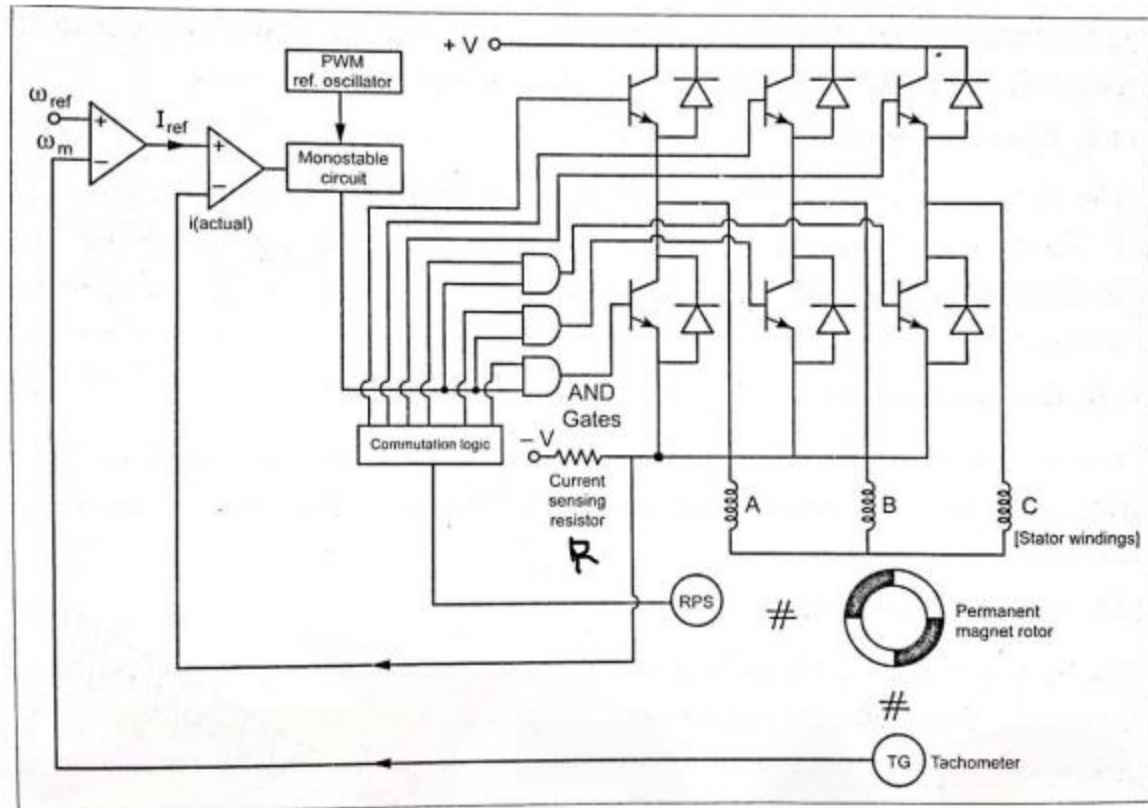 + V
PWM
ref. oscillator
ω_ref
+
I_ref
ω_m
−
+
−
Monostable
circuit
i(actual)
AND
Gates
Commutation logic
− V
Current
sensing
resistor
R
A
B
C
[Stator windings]
RPS
#
Permanent
magnet rotor
#
TG
Tachometer